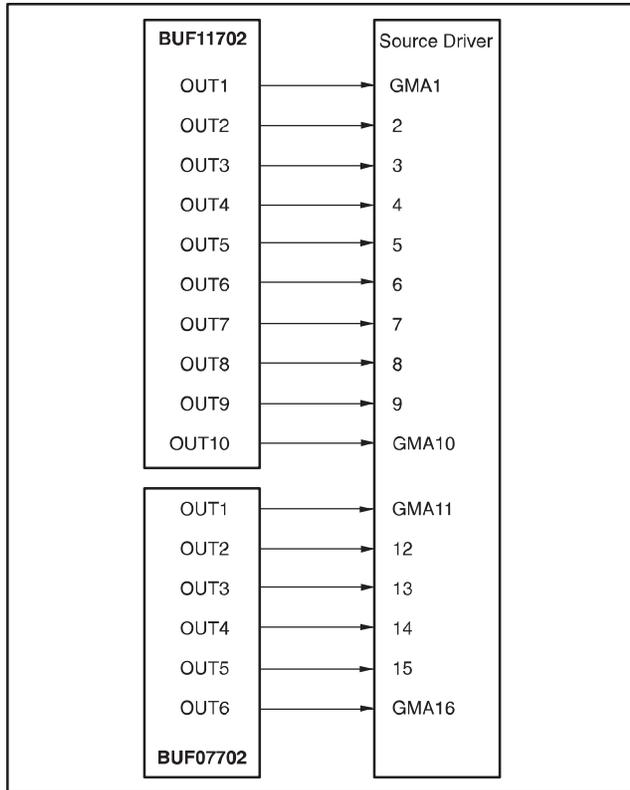 BUF11702 Source Driver
OUT1 GMA1
OUT2 2
OUT3 3
OUT4 4
OUT5 5
OUT6 6
OUT7 7
OUT8 8
OUT9 9
OUT10 GMA10
OUT1 GMA11
OUT2 12
OUT3 13
OUT4 14
OUT5 15
OUT6 GMA16
BUF07702